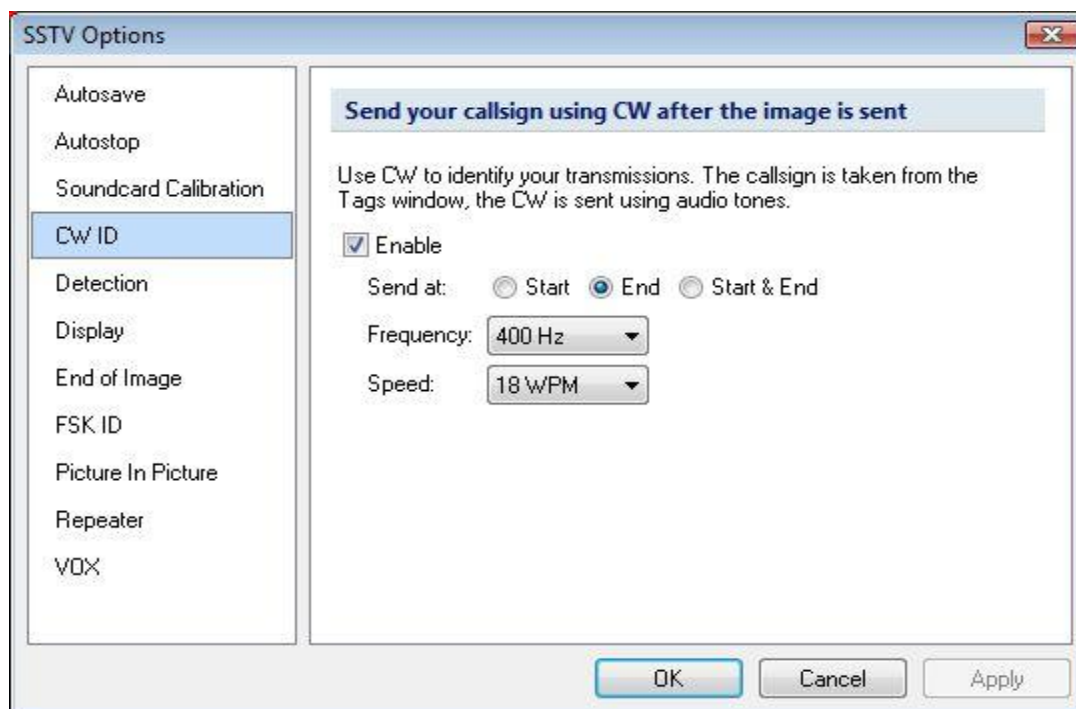 SSTV Options
Autosave
Autostop
Soundcard Calibration
CW ID
Detection
Display
End of Image
FSK ID
Picture In Picture
Repeater
VOX
Send your callsign using CW after the image is sent
Use CW to identify your transmissions. The callsign is taken from the
Tags window, the CW is sent using audio tones.
Enable
Send at: Start End Start & End
Frequency: 400 Hz
Speed: 18 WPM
OK Cancel Apply